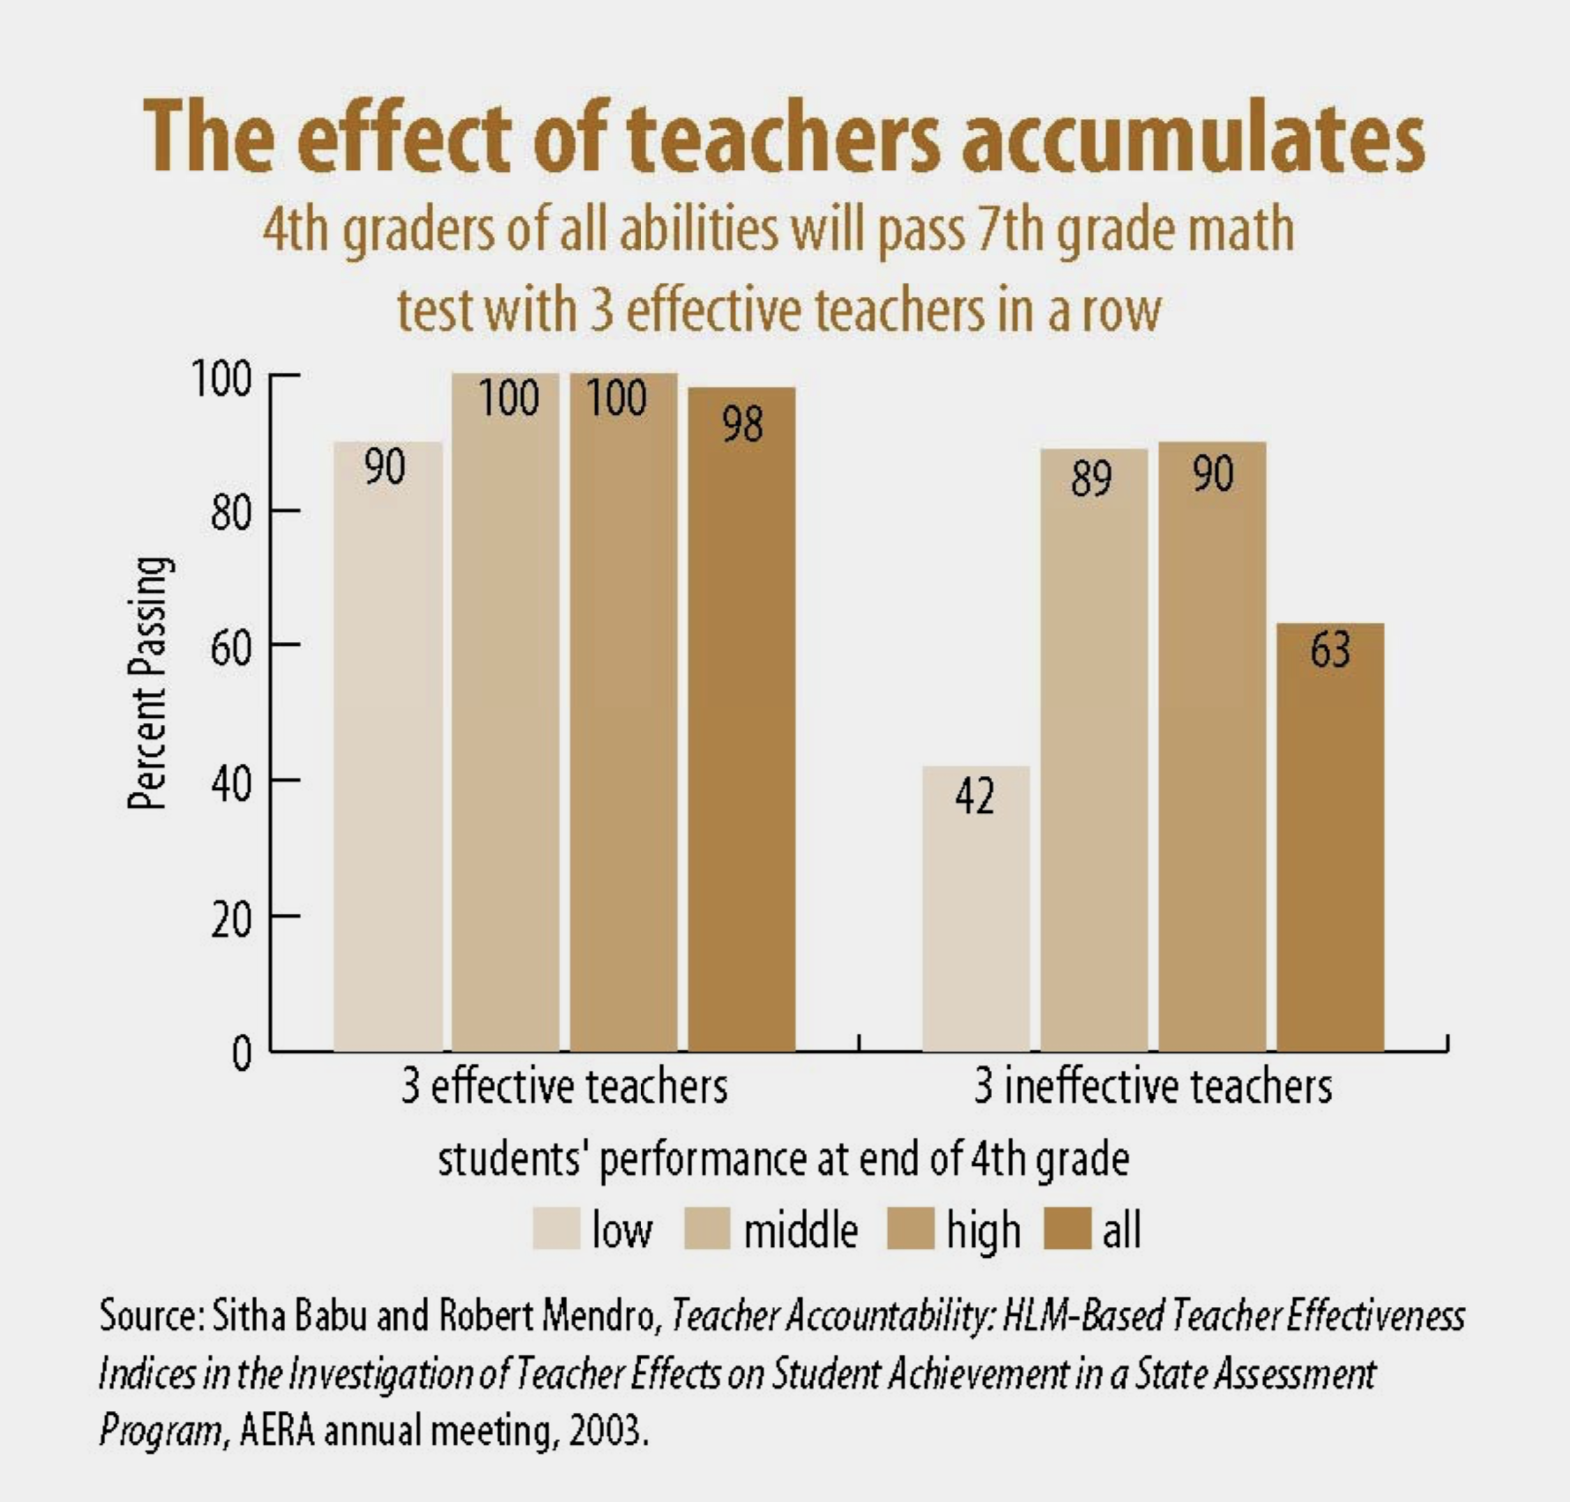 The effect of teachers accumulates
4th graders of all abilities will pass 7th grade math
test with 3 effective teachers in a row
Percent Passing
100
80
60
40
20
0
90
100
100
98
42
89
90
63
3 effective teachers
3 ineffective teachers
students' performance at end of 4th grade
low middle high all
Source: Sitha Babu and Robert Mendro, Teacher Accountability: HLM-Based Teacher Effectiveness
Indices in the Investigation of Teacher Effects on Student Achievement in a State Assessment
Program, AERA annual meeting, 2003.